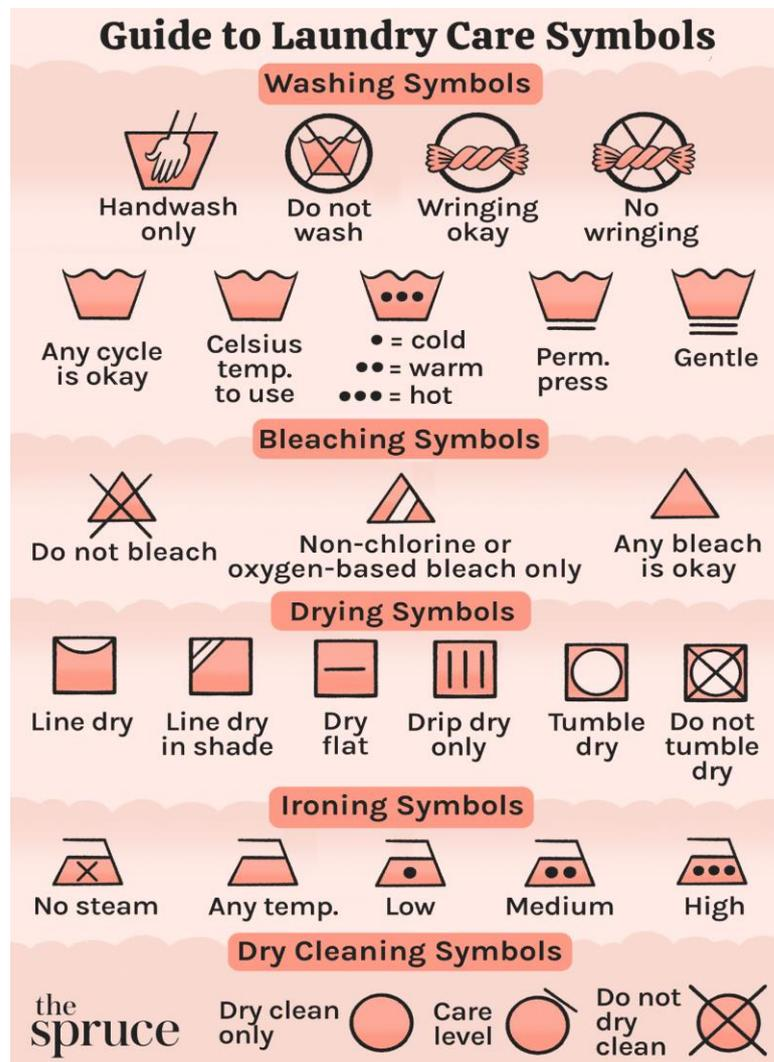 Guide to Laundry Care Symbols
Washing Symbols
Handwash
only
Do not
wash
Wringing
okay
No
wringing
Any cycle
is okay
Celsius
temp.
to use
• = cold
•• = warm
••• = hot
Perm.
press
Gentle
Bleaching Symbols
Do not bleach
Non-chlorine or
oxygen-based bleach only
Any bleach
is okay
Drying Symbols
Line dry
Line dry
in shade
Dry
flat
Drip dry
only
Tumble
dry
Do not
tumble
dry
Ironing Symbols
No steam
Any temp.
Low
Medium
High
Dry Cleaning Symbols
the
spruce
Dry clean
only
Care
level
Do not
dry
clean